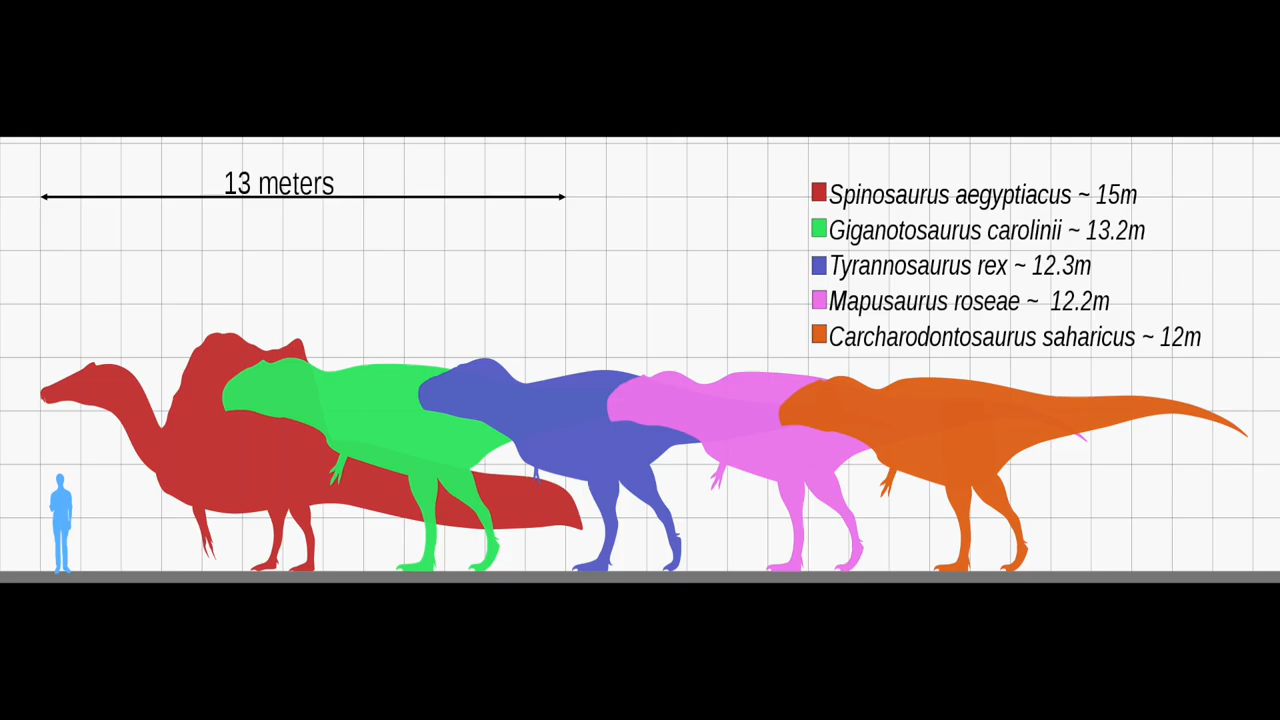 13 meters
Spinosaurus aegyptiacus ~ 15m
Giganotosaurus carolinii ~ 13.2m
Tyrannosaurus rex ~ 12.3m
Mapusaurus roseae ~  12.2m
Carcharodontosaurus saharicus ~ 12m